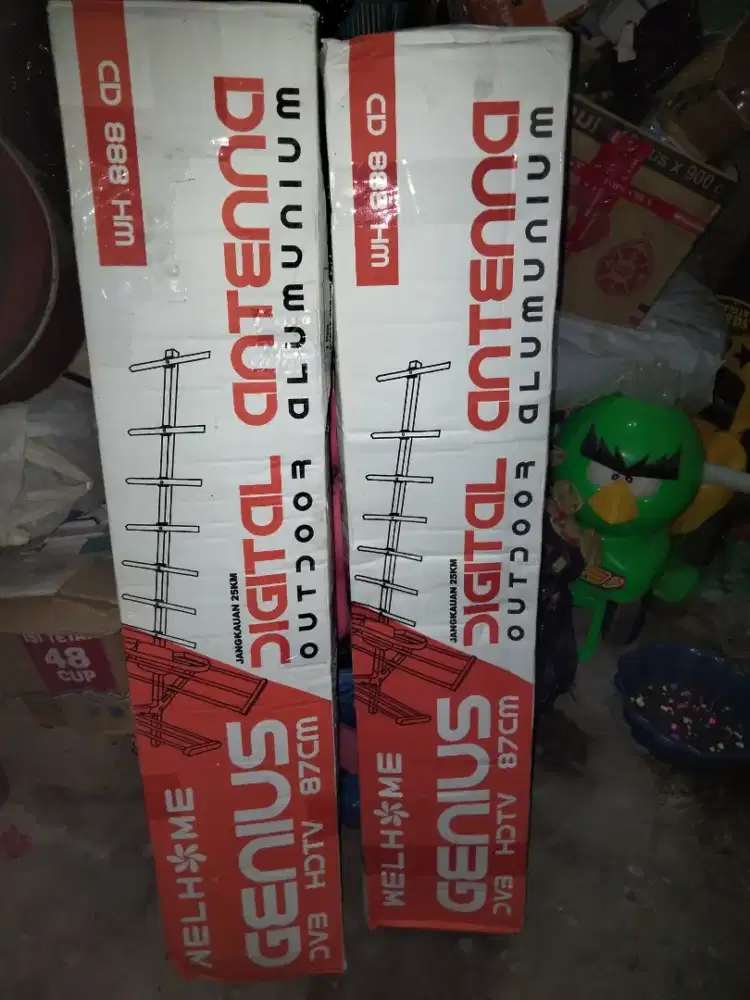 WH 888 CD
DIGITAL ANTENNA
OUTDOOR ALUMUNIUM
JANGKAUAN 25KM
WELHOME
GENIUS
DVB HDTV 87CM
WH 888 CD
DIGITAL ANTENNA
OUTDOOR ALUMUNIUM
JANGKAUAN 25KM
WELHOME
GENIUS
DVB HDTV 87CM
48
CUP